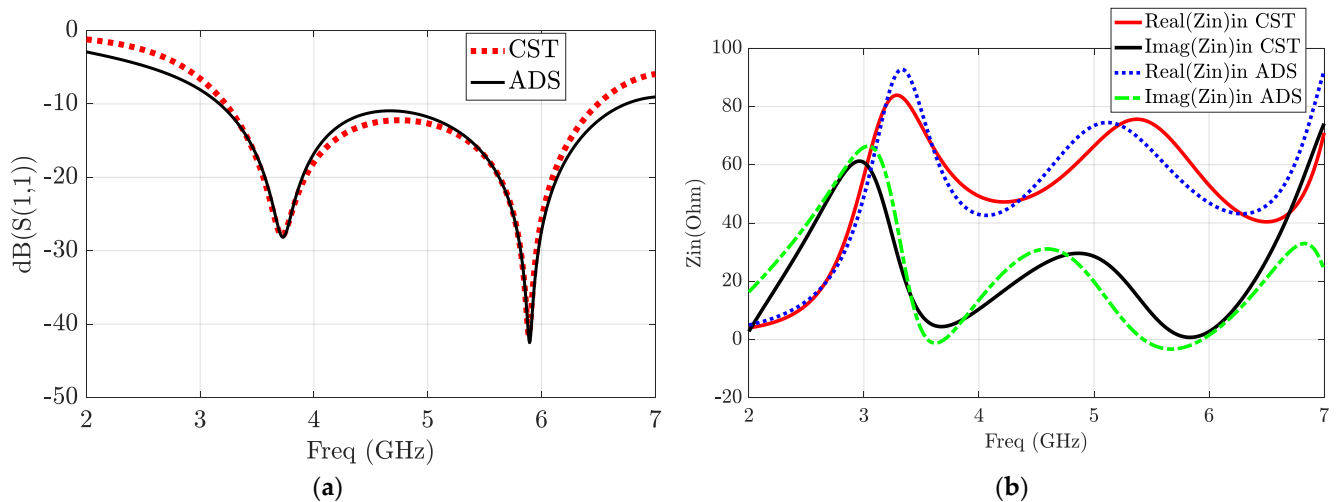 0
-10
-20
-30
-40
-50
dB(S(1,1))
CST
ADS
2 3 4 5 6 7
Freq (GHz)
(a)
100
80
60
40
20
0
-20
Zin(Ohm)
Real(Zin)in CST
Imag(Zin)in CST
Real(Zin)in ADS
Imag(Zin)in ADS
2 3 4 5 6 7
Freq (GHz)
(b)